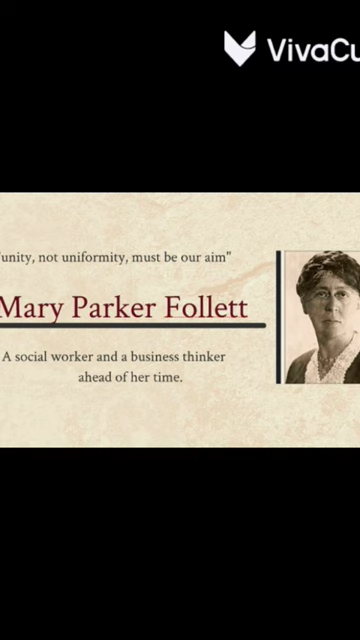 VivaCu
"unity, not uniformity, must be our aim"
Mary Parker Follett
A social worker and a business thinker
ahead of her time.